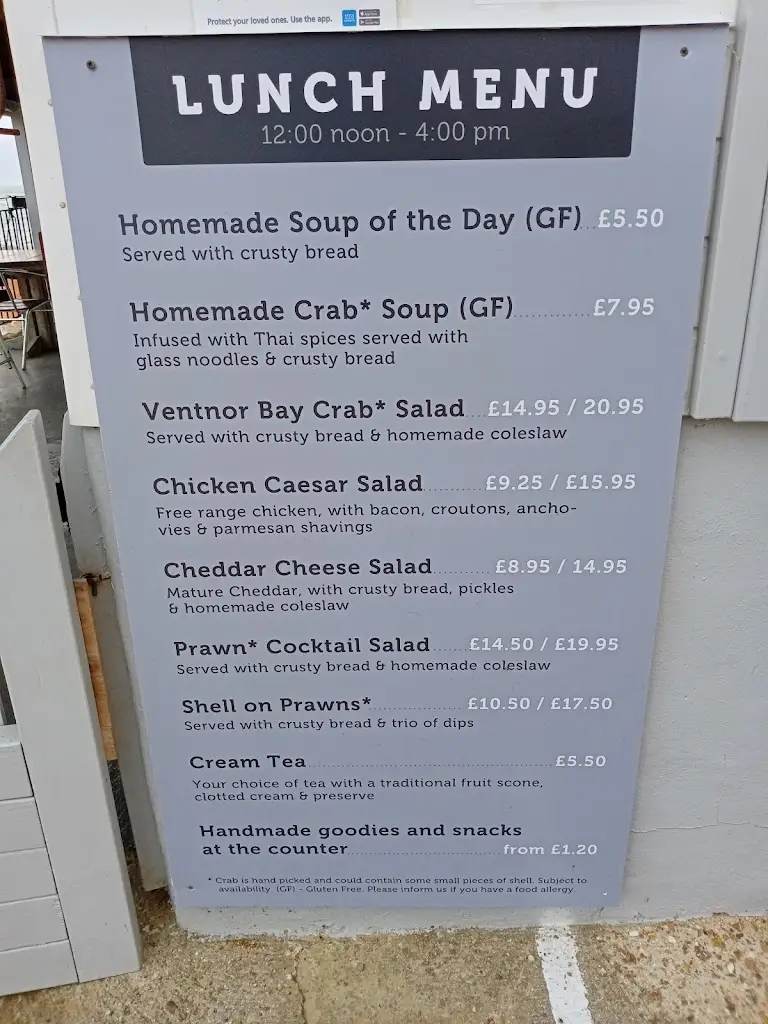 Protect your loved ones. Use the app.
LUNCH MENU
12:00 noon - 4:00 pm
Homemade Soup of the Day (GF)...£5.50
Served with crusty bread
Homemade Crab* Soup (GF)............£7.95
Infused with Thai spices served with
glass noodles & crusty bread
Ventnor Bay Crab* Salad....£14.95 / 20.95
Served with crusty bread & homemade coleslaw
Chicken Caesar Salad...........£9.25 / £15.95
Free range chicken, with bacon, croutons, ancho-
vies & parmesan shavings
Cheddar Cheese Salad...........£8.95 / 14.95
Mature Cheddar, with crusty bread, pickles
& homemade coleslaw
Prawn* Cocktail Salad.......£14.50 / £19.95
Served with crusty bread & homemade coleslaw
Shell on Prawns*...................£10.50 / £17.50
Served with crusty bread & trio of dips
Cream Tea..................................................£5.50
Your choice of tea with a traditional fruit scone,
clotted cream & preserve
Handmade goodies and snacks
at the counter................................from £1.20
* Crab is hand picked and could contain some small pieces of shell. Subject to
availability. (GF) - Gluten Free. Please inform us if you have a food allergy.